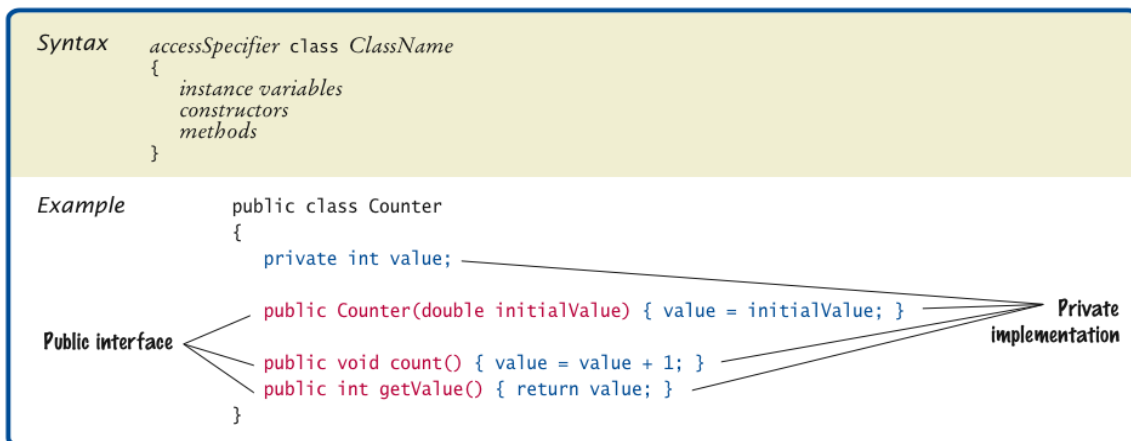 Syntax accessSpecifier class ClassName
{
instance variables
constructors
methods
}
Example public class Counter
{
private int value;
public Counter(double initialValue) { value = initialValue; }
Private
implementation
Public interface
public void count() { value = value + 1; }
public int getValue() { return value; }
}